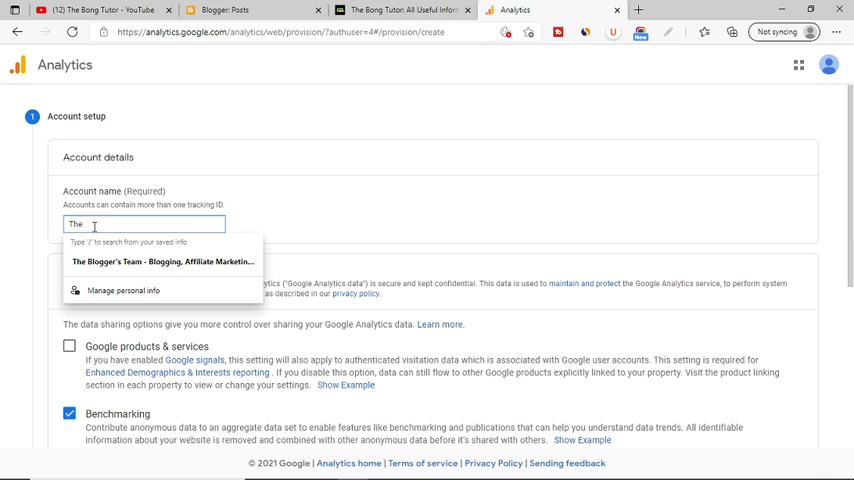 (12) The Bong Tutor - YouTube
Blogger: Posts
The Bong Tutor: All Useful Inform
Analytics
https://analytics.google.com/analytics/web/provision/?authuser=4#/provision/create
New
Not syncing
Analytics
1 Account setup
Account details
Account name (Required)
Accounts can contain more than one tracking ID.
The
Type '/' to search from your saved info
The Blogger's Team - Blogging, Affiliate Marketin...
Manage personal info
ytics ("Google Analytics data") is secure and kept confidential. This data is used to maintain and protect the Google Analytics service, to perform system
as described in our privacy policy.
The data sharing options give you more control over sharing your Google Analytics data. Learn more.
Google products & services
If you have enabled Google signals, this setting will also apply to authenticated visitation data which is associated with Google user accounts. This setting is required for
Enhanced Demographics & Interests reporting . If you disable this option, data can still flow to other Google products explicitly linked to your property. Visit the product linking
section in each property to view or change your settings. Show Example
Benchmarking
Contribute anonymous data to an aggregate data set to enable features like benchmarking and publications that can help you understand data trends. All identifiable
information about your website is removed and combined with other anonymous data before it's shared with others. Show Example
© 2021 Google | Analytics home | Terms of service | Privacy Policy | Sending feedback